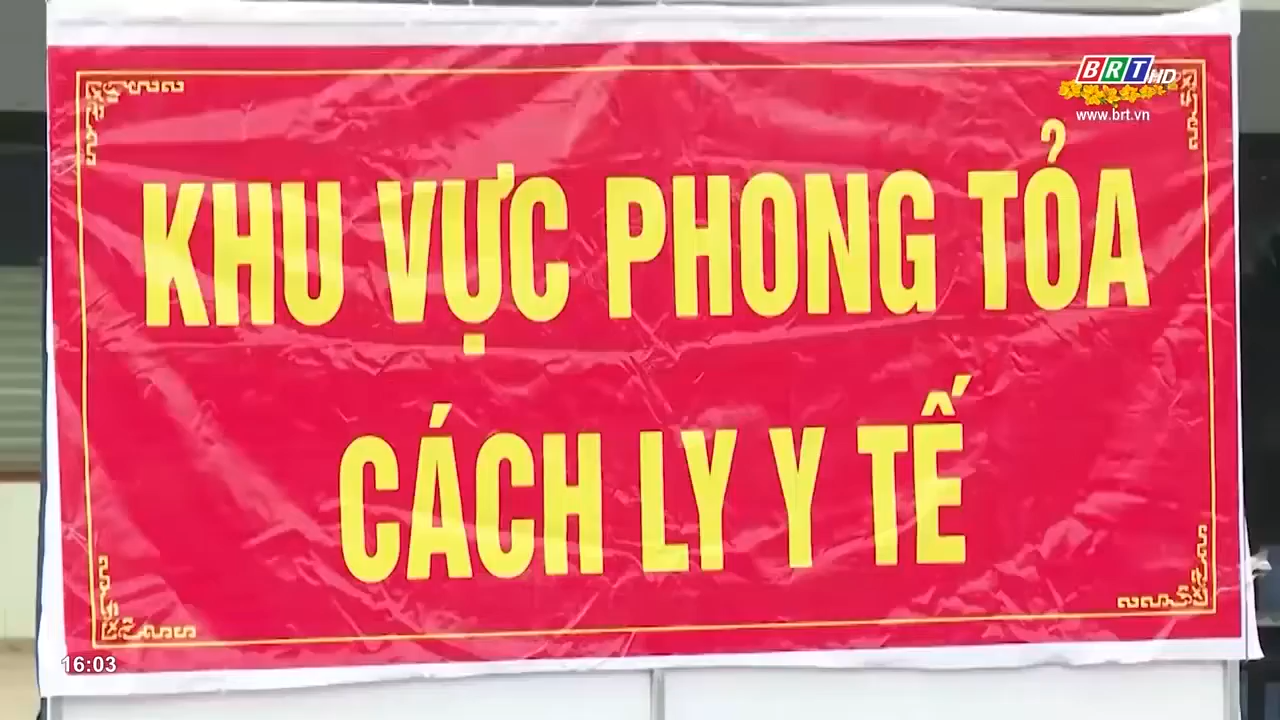 BRT HD
www.brt.vn
KHU VỰC PHONG TỎA
CÁCH LY Y TẾ
16:03